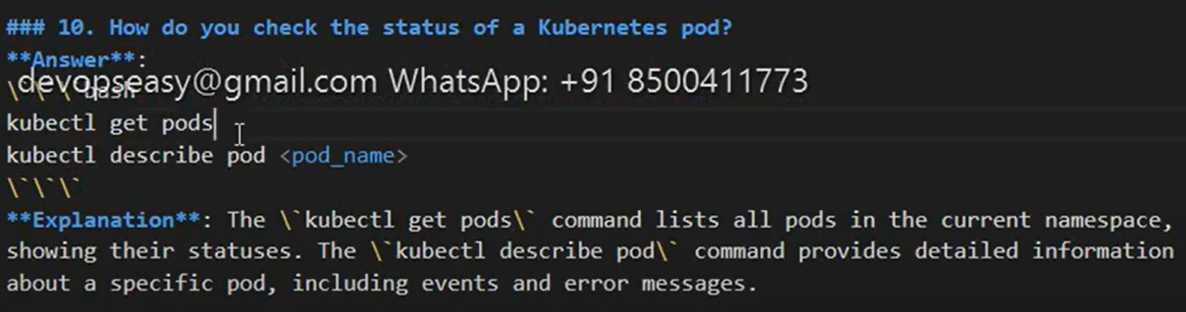 ### 10. How do you check the status of a Kubernetes pod?
**Answer**:
devopseasy@gmail.com WhatsApp: +91 8500411773
\`\`\`bash
kubectl get pods
kubectl describe pod <pod_name>
\`\`\`
**Explanation**: The \`kubectl get pods\` command lists all pods in the current namespace,
showing their statuses. The \`kubectl describe pod\` command provides detailed information
about a specific pod, including events and error messages.